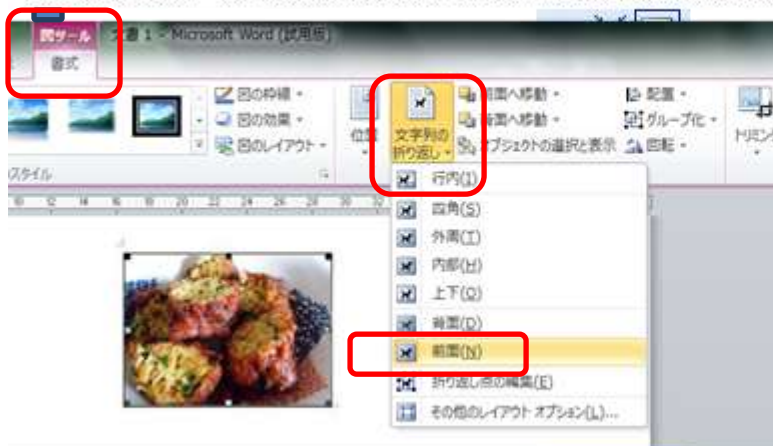 図ツール 文書 1 - Microsoft Word (試用版)
書式
図の枠線
図の効果
図のレイアウト
位置
文字列の
折り返し
前面へ移動
背面へ移動
オブジェクトの選択と表示
配置
グループ化
回転
トリミング
行内(I)
四角(S)
外周(T)
内部(H)
上下(O)
背面(D)
前面(N)
折り返し点の編集(E)
その他のレイアウト オプション(L)...